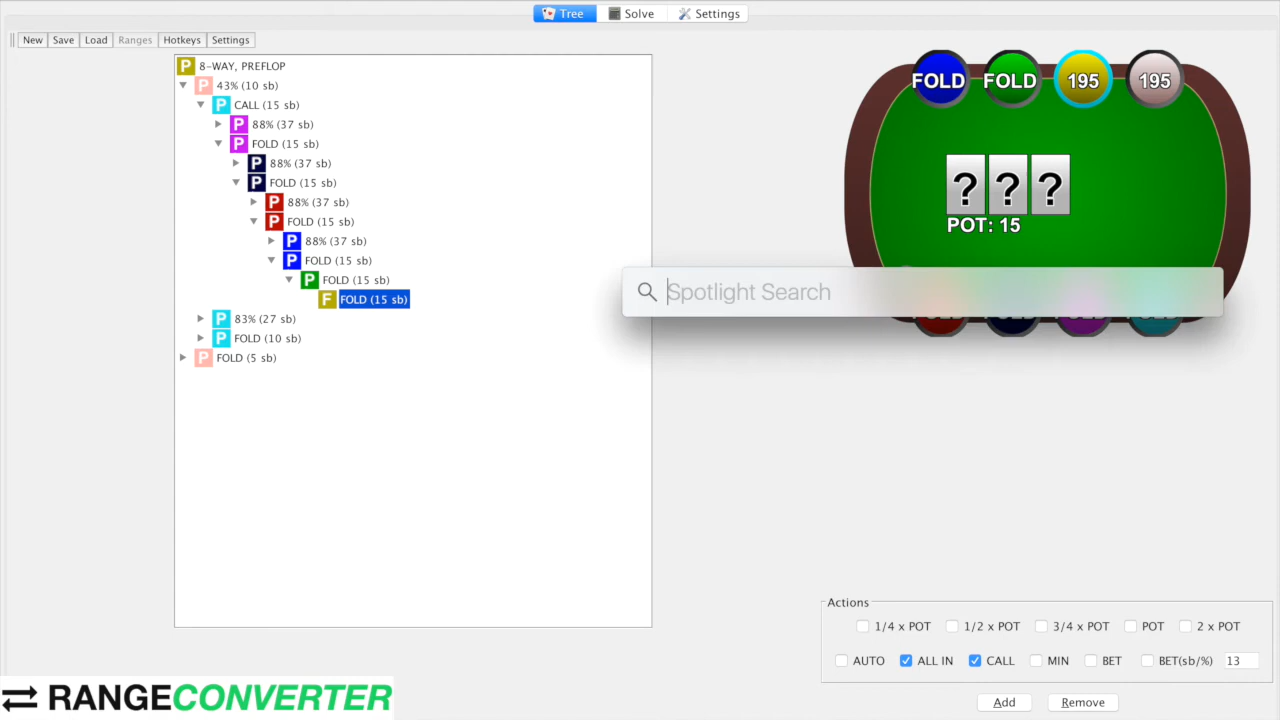 Tree Solve Settings
New Save Load Ranges Hotkeys Settings
P 8-WAY, PREFLOP
P 43% (10 sb)
P CALL (15 sb)
P 88% (37 sb)
P FOLD (15 sb)
P 88% (37 sb)
P FOLD (15 sb)
P 88% (37 sb)
P FOLD (15 sb)
P 88% (37 sb)
P FOLD (15 sb)
P FOLD (15 sb)
F FOLD (15 sb)
P 83% (27 sb)
P FOLD (10 sb)
P FOLD (5 sb)
FOLD FOLD 195 195
? ? ?
POT: 15
Spotlight Search
Actions
1/4 x POT 1/2 x POT 3/4 x POT POT 2 x POT
AUTO ALL IN CALL MIN BET BET(sb/%) 13
Add Remove
RANGECONVERTER